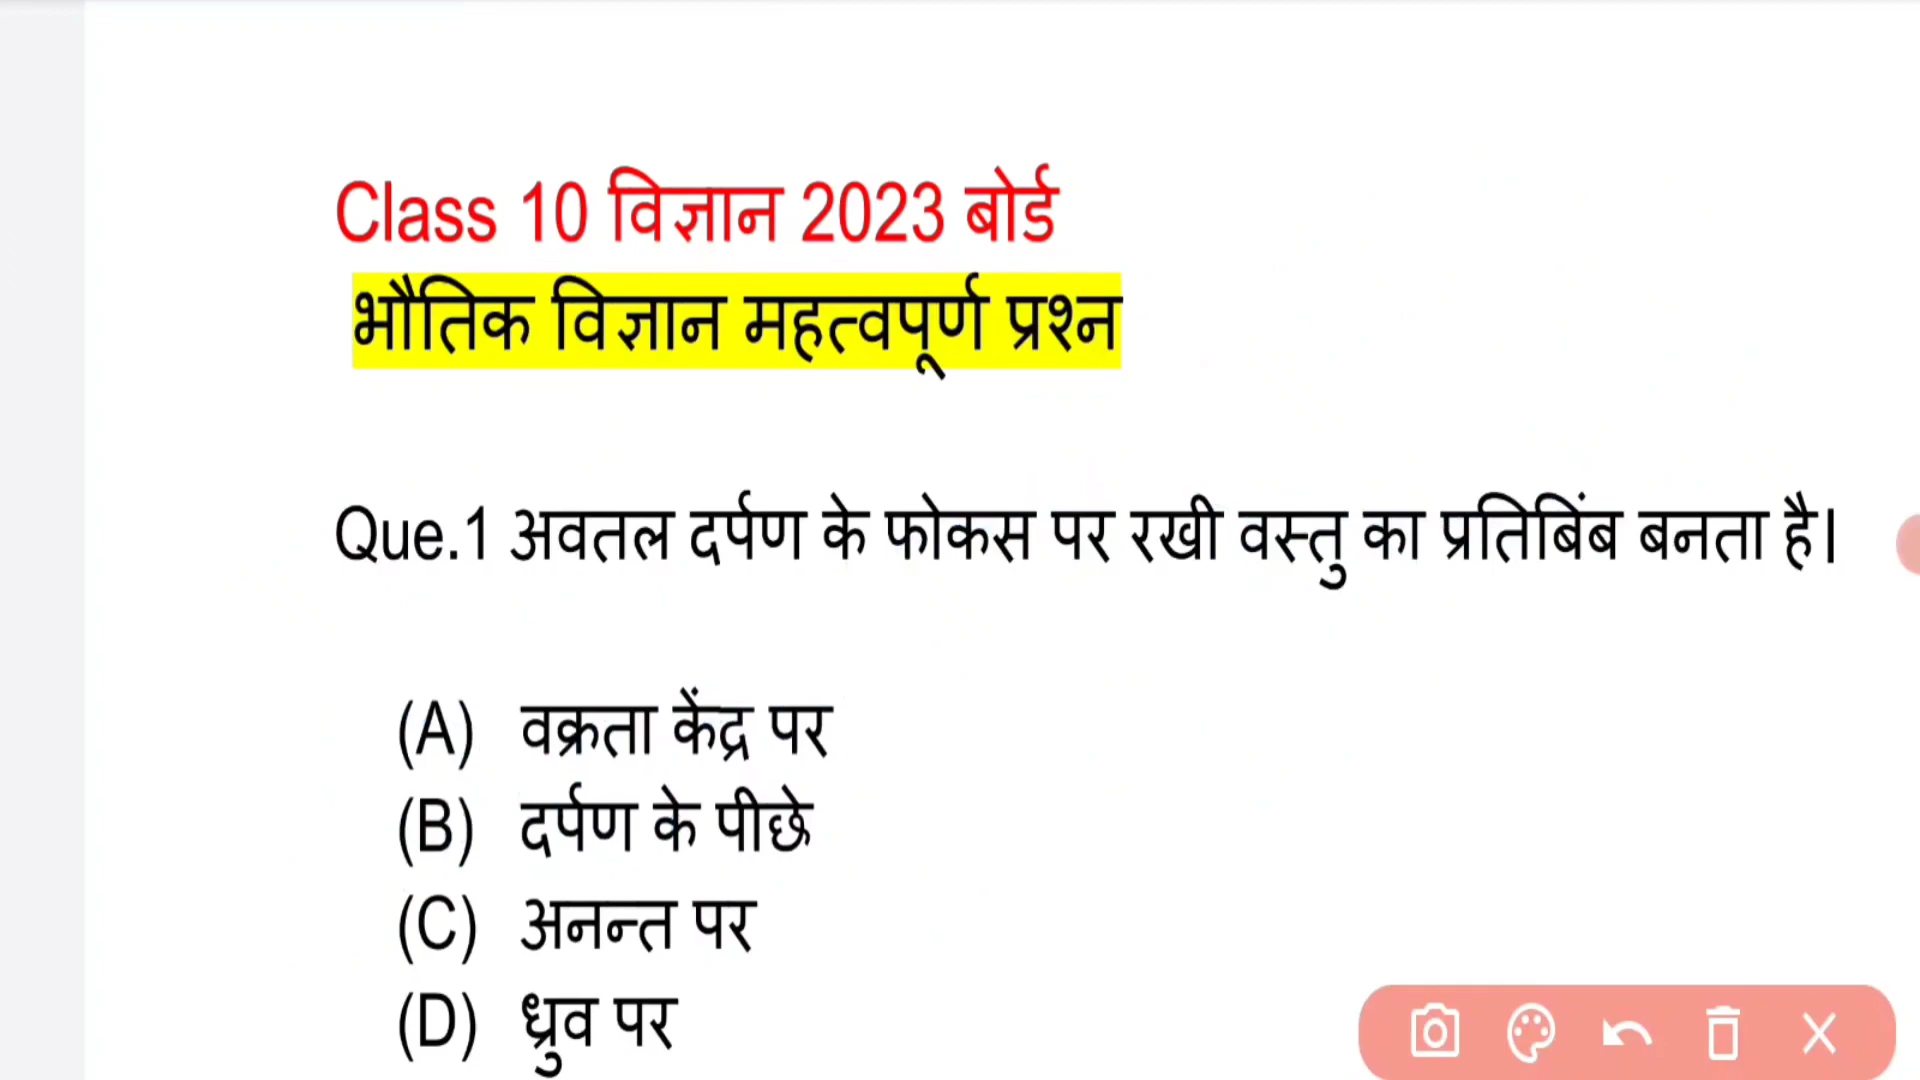 Class 10 विज्ञान 2023 बोर्ड
भौतिक विज्ञान महत्वपूर्ण प्रश्न
Que.1 अवतल दर्पण के फोकस पर रखी वस्तु का प्रतिबिंब बनता है।
(A) वक्रता केंद्र पर
(B) दर्पण के पीछे
(C) अनन्त पर
(D) ध्रुव पर